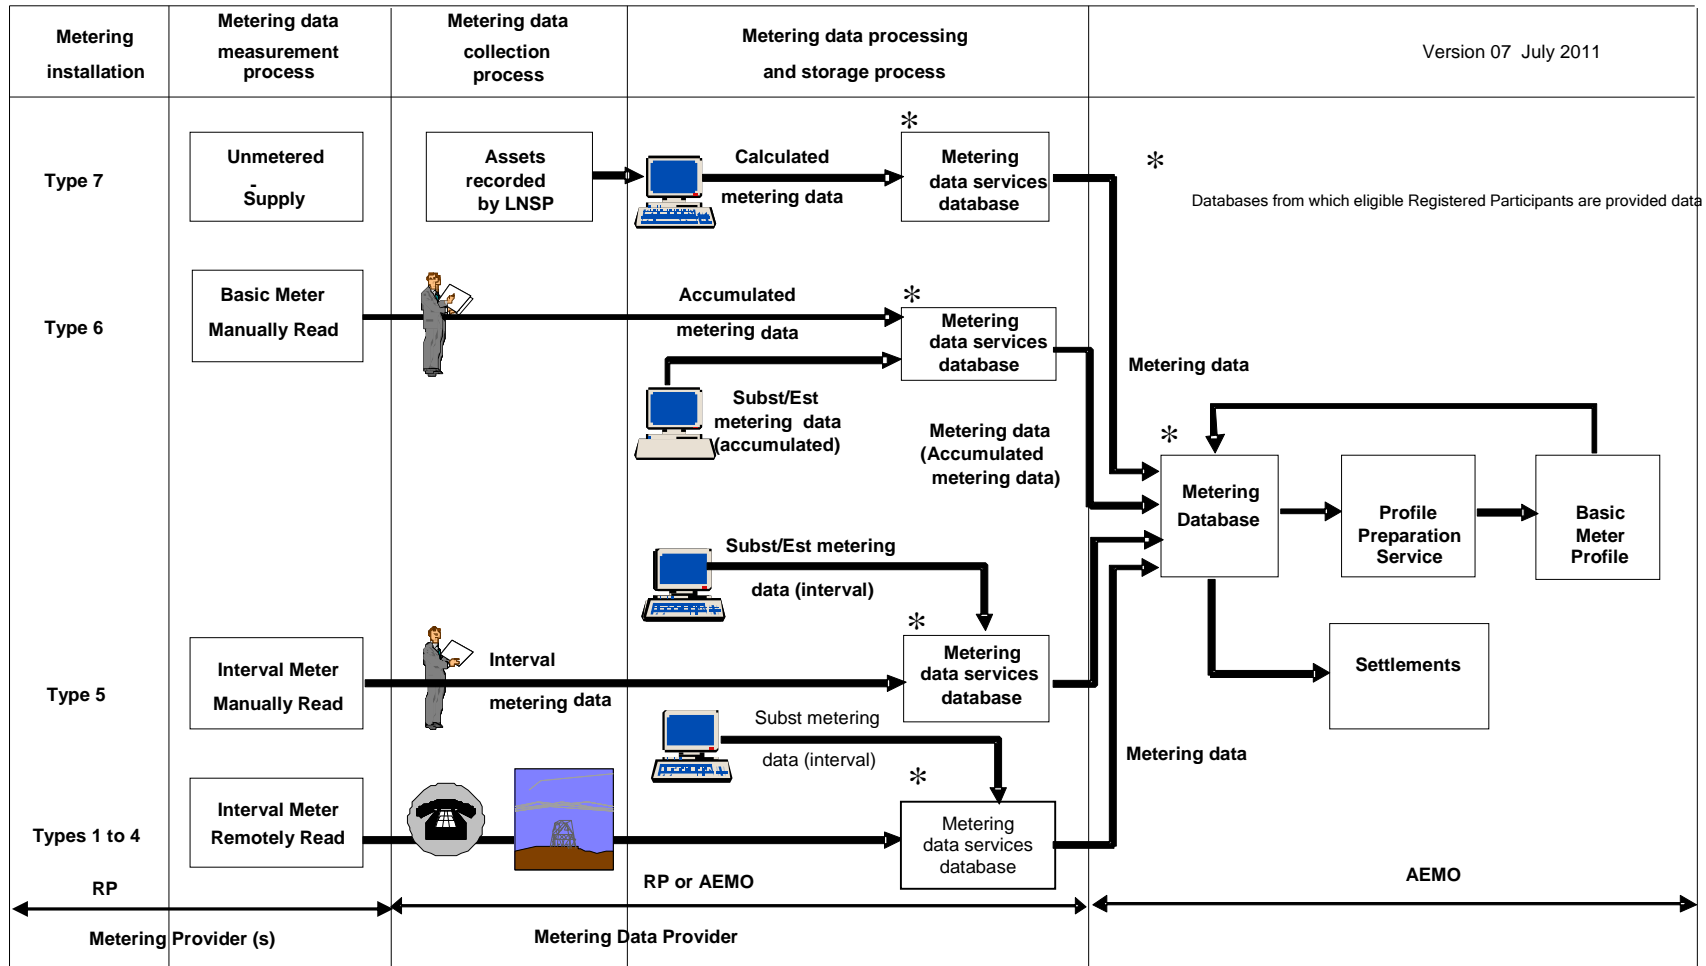 Metering
installation
Metering data
measurement
process
Metering data
collection
process
Metering data processing
and storage process
Version 07 July 2011
Type 7
Unmetered
-
Supply
Assets
recorded
by LNSP
Calculated
metering data
*
Metering
data services
database
*
Databases from which eligible Registered Participants are provided data
Type 6
Basic Meter
Manually Read
Accumulated
metering data
*
Metering
data services
database
Subst/Est
metering data
(accumulated)
Metering data
(Accumulated
metering data)
Metering data
*
Metering
Database
Profile
Preparation
Service
Basic
Meter
Profile
Settlements
Subst/Est metering
data (interval)
Type 5
Interval Meter
Manually Read
Interval
metering data
*
Metering
data services
database
Subst metering
data (interval)
Metering data
Types 1 to 4
Interval Meter
Remotely Read
*
Metering
data services
database
RP
RP or AEMO
AEMO
Metering Provider (s)
Metering Data Provider